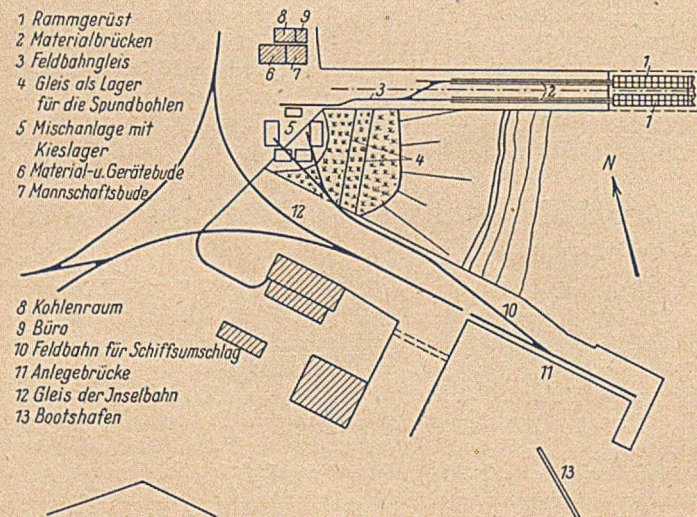 1 Rammgerüst
2 Materialbrücken
3 Feldbahngleis
4 Gleis als Lager
für die Spundbohlen
5 Mischanlage mit
Kieslager
6 Material-u. Gerätebude
7 Mannschaftsbude
8 Kohlenraum
9 Büro
10 Feldbahn für Schiffsumschlag
11 Anlegebrücke
12 Gleis der Inselbahn
13 Bootshafen
8 9
6 7
1
3
2
1
5
4
N
12
10
11
13